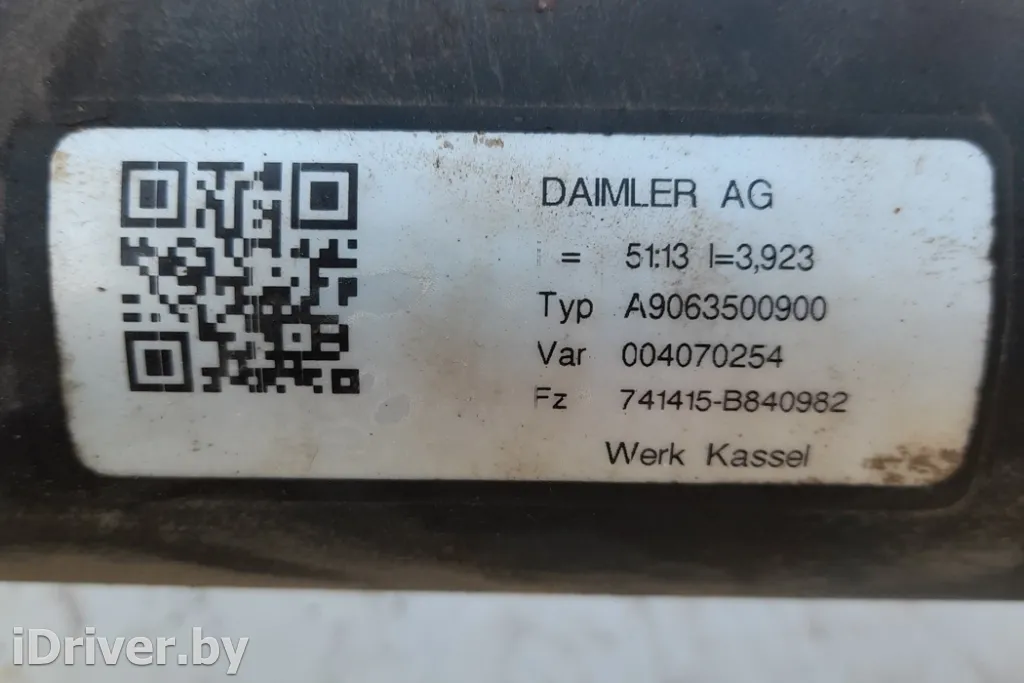 DAIMLER AG
i = 51:13 I=3,923
Typ A9063500900
Var 004070254
Fz 741415-B840982
Werk Kassel
iDriver.by